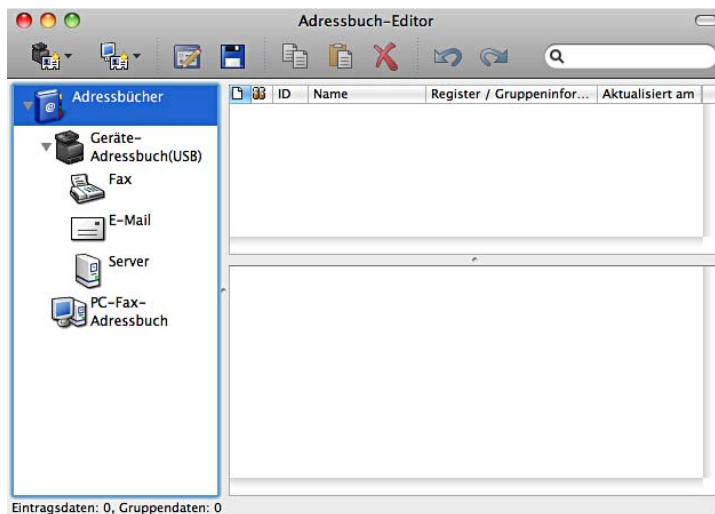 Adressbuch-Editor
Adressbücher
Geräte-
Adressbuch(USB)
Fax
E-Mail
Server
PC-Fax-
Adressbuch
ID Name Register / Gruppeninfor... Aktualisiert am
Eintragsdaten: 0, Gruppendaten: 0